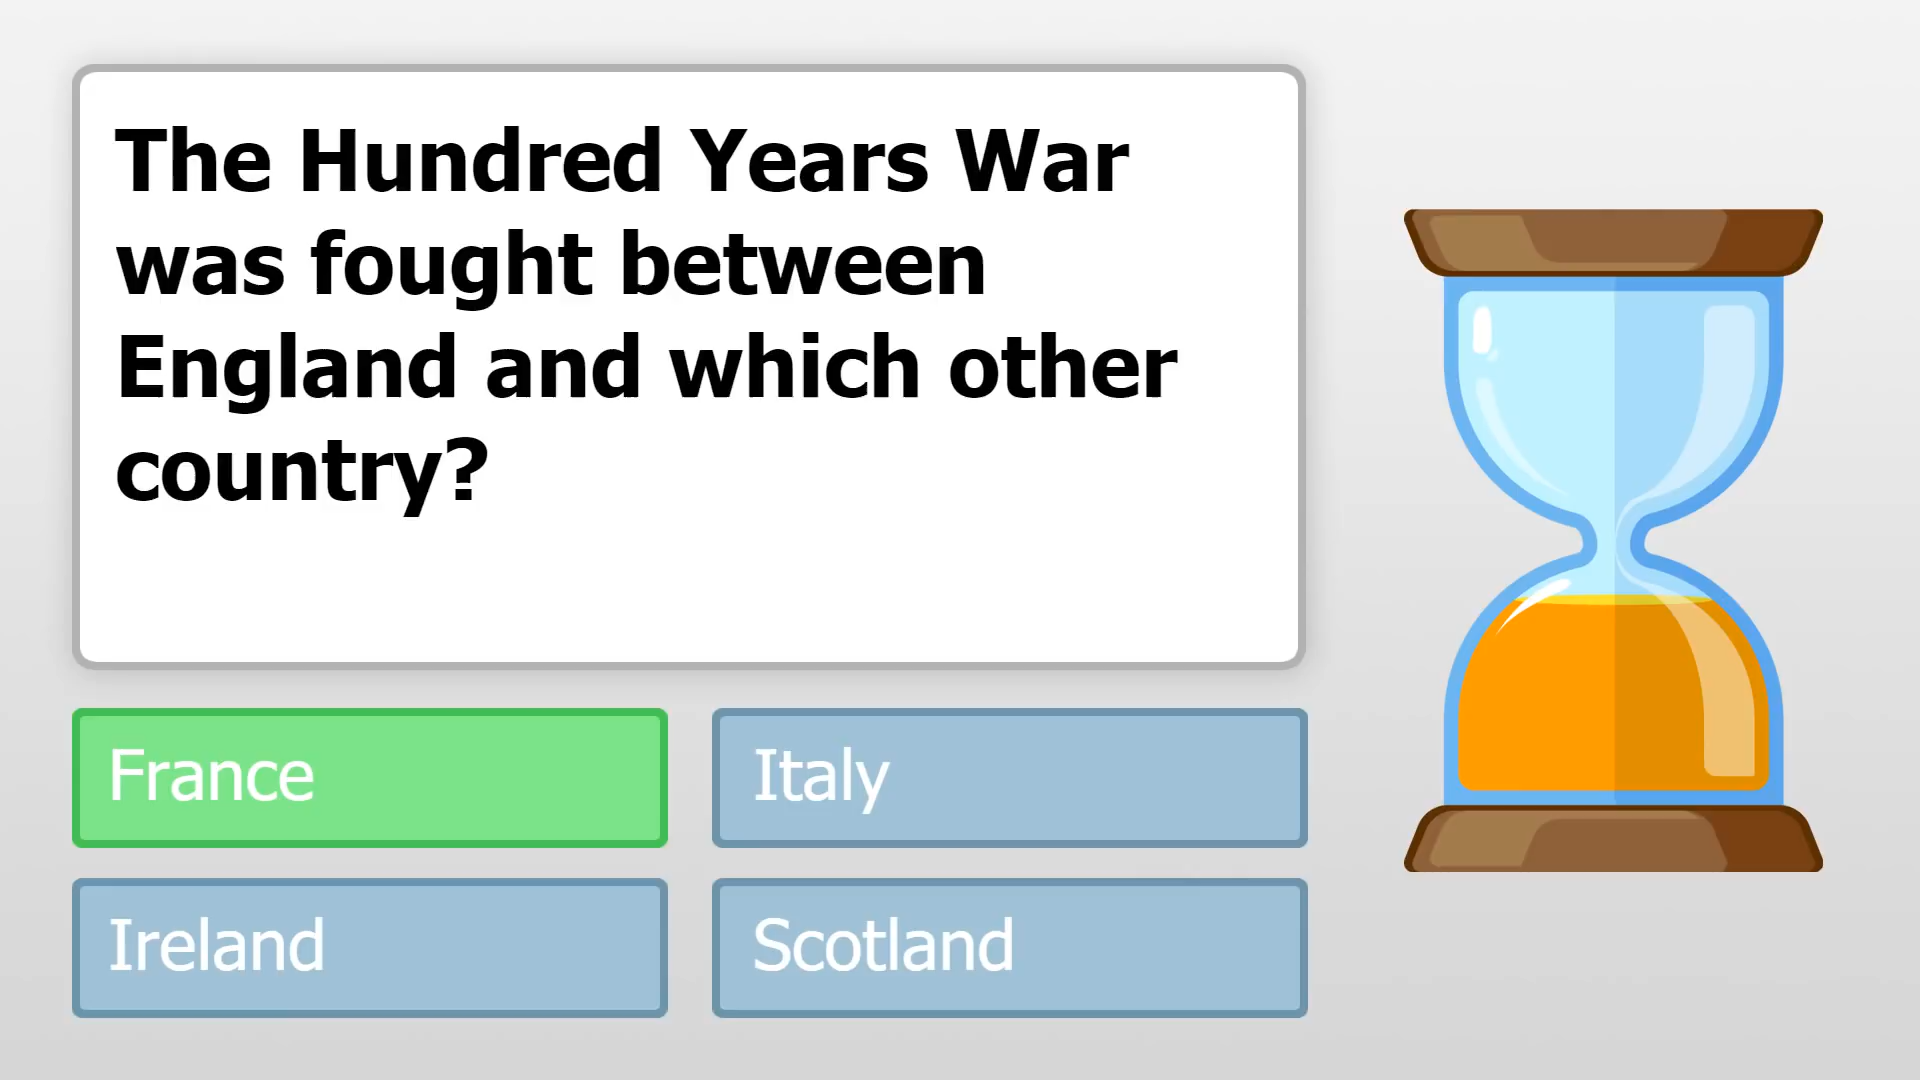 The Hundred Years War
was fought between
England and which other
country?
France
Italy
Ireland
Scotland